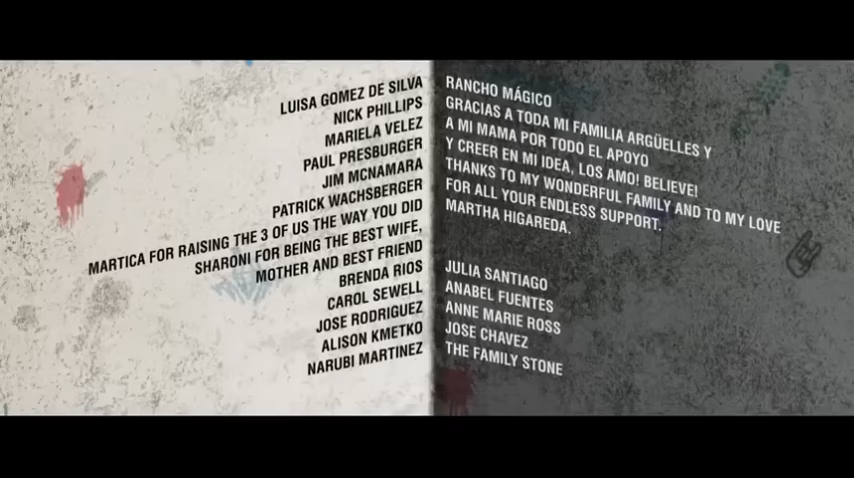 LUISA GOMEZ DE SILVA
NICK PHILLIPS
MARIELA VELEZ
PAUL PRESBURGER
JIM MCNAMARA
PATRICK WACHSBERGER
MARTICA FOR RAISING THE 3 OF US THE WAY YOU DID
SHARONI FOR BEING THE BEST WIFE,
MOTHER AND BEST FRIEND
BRENDA RIOS
CAROL SEWELL
JOSE RODRIGUEZ
ALISON KMETKO
NARUBI MARTINEZ
RANCHO MÁGICO
GRACIAS A TODA MI FAMILIA ARGÜELLES Y
A MI MAMA POR TODO EL APOYO
Y CREER EN MI IDEA, LOS AMO! BELIEVE!
THANKS TO MY WONDERFUL FAMILY AND TO MY LOVE
FOR ALL YOUR ENDLESS SUPPORT.
MARTHA HIGAREDA.
JULIA SANTIAGO
ANABEL FUENTES
ANNE MARIE ROSS
JOSE CHAVEZ
THE FAMILY STONE